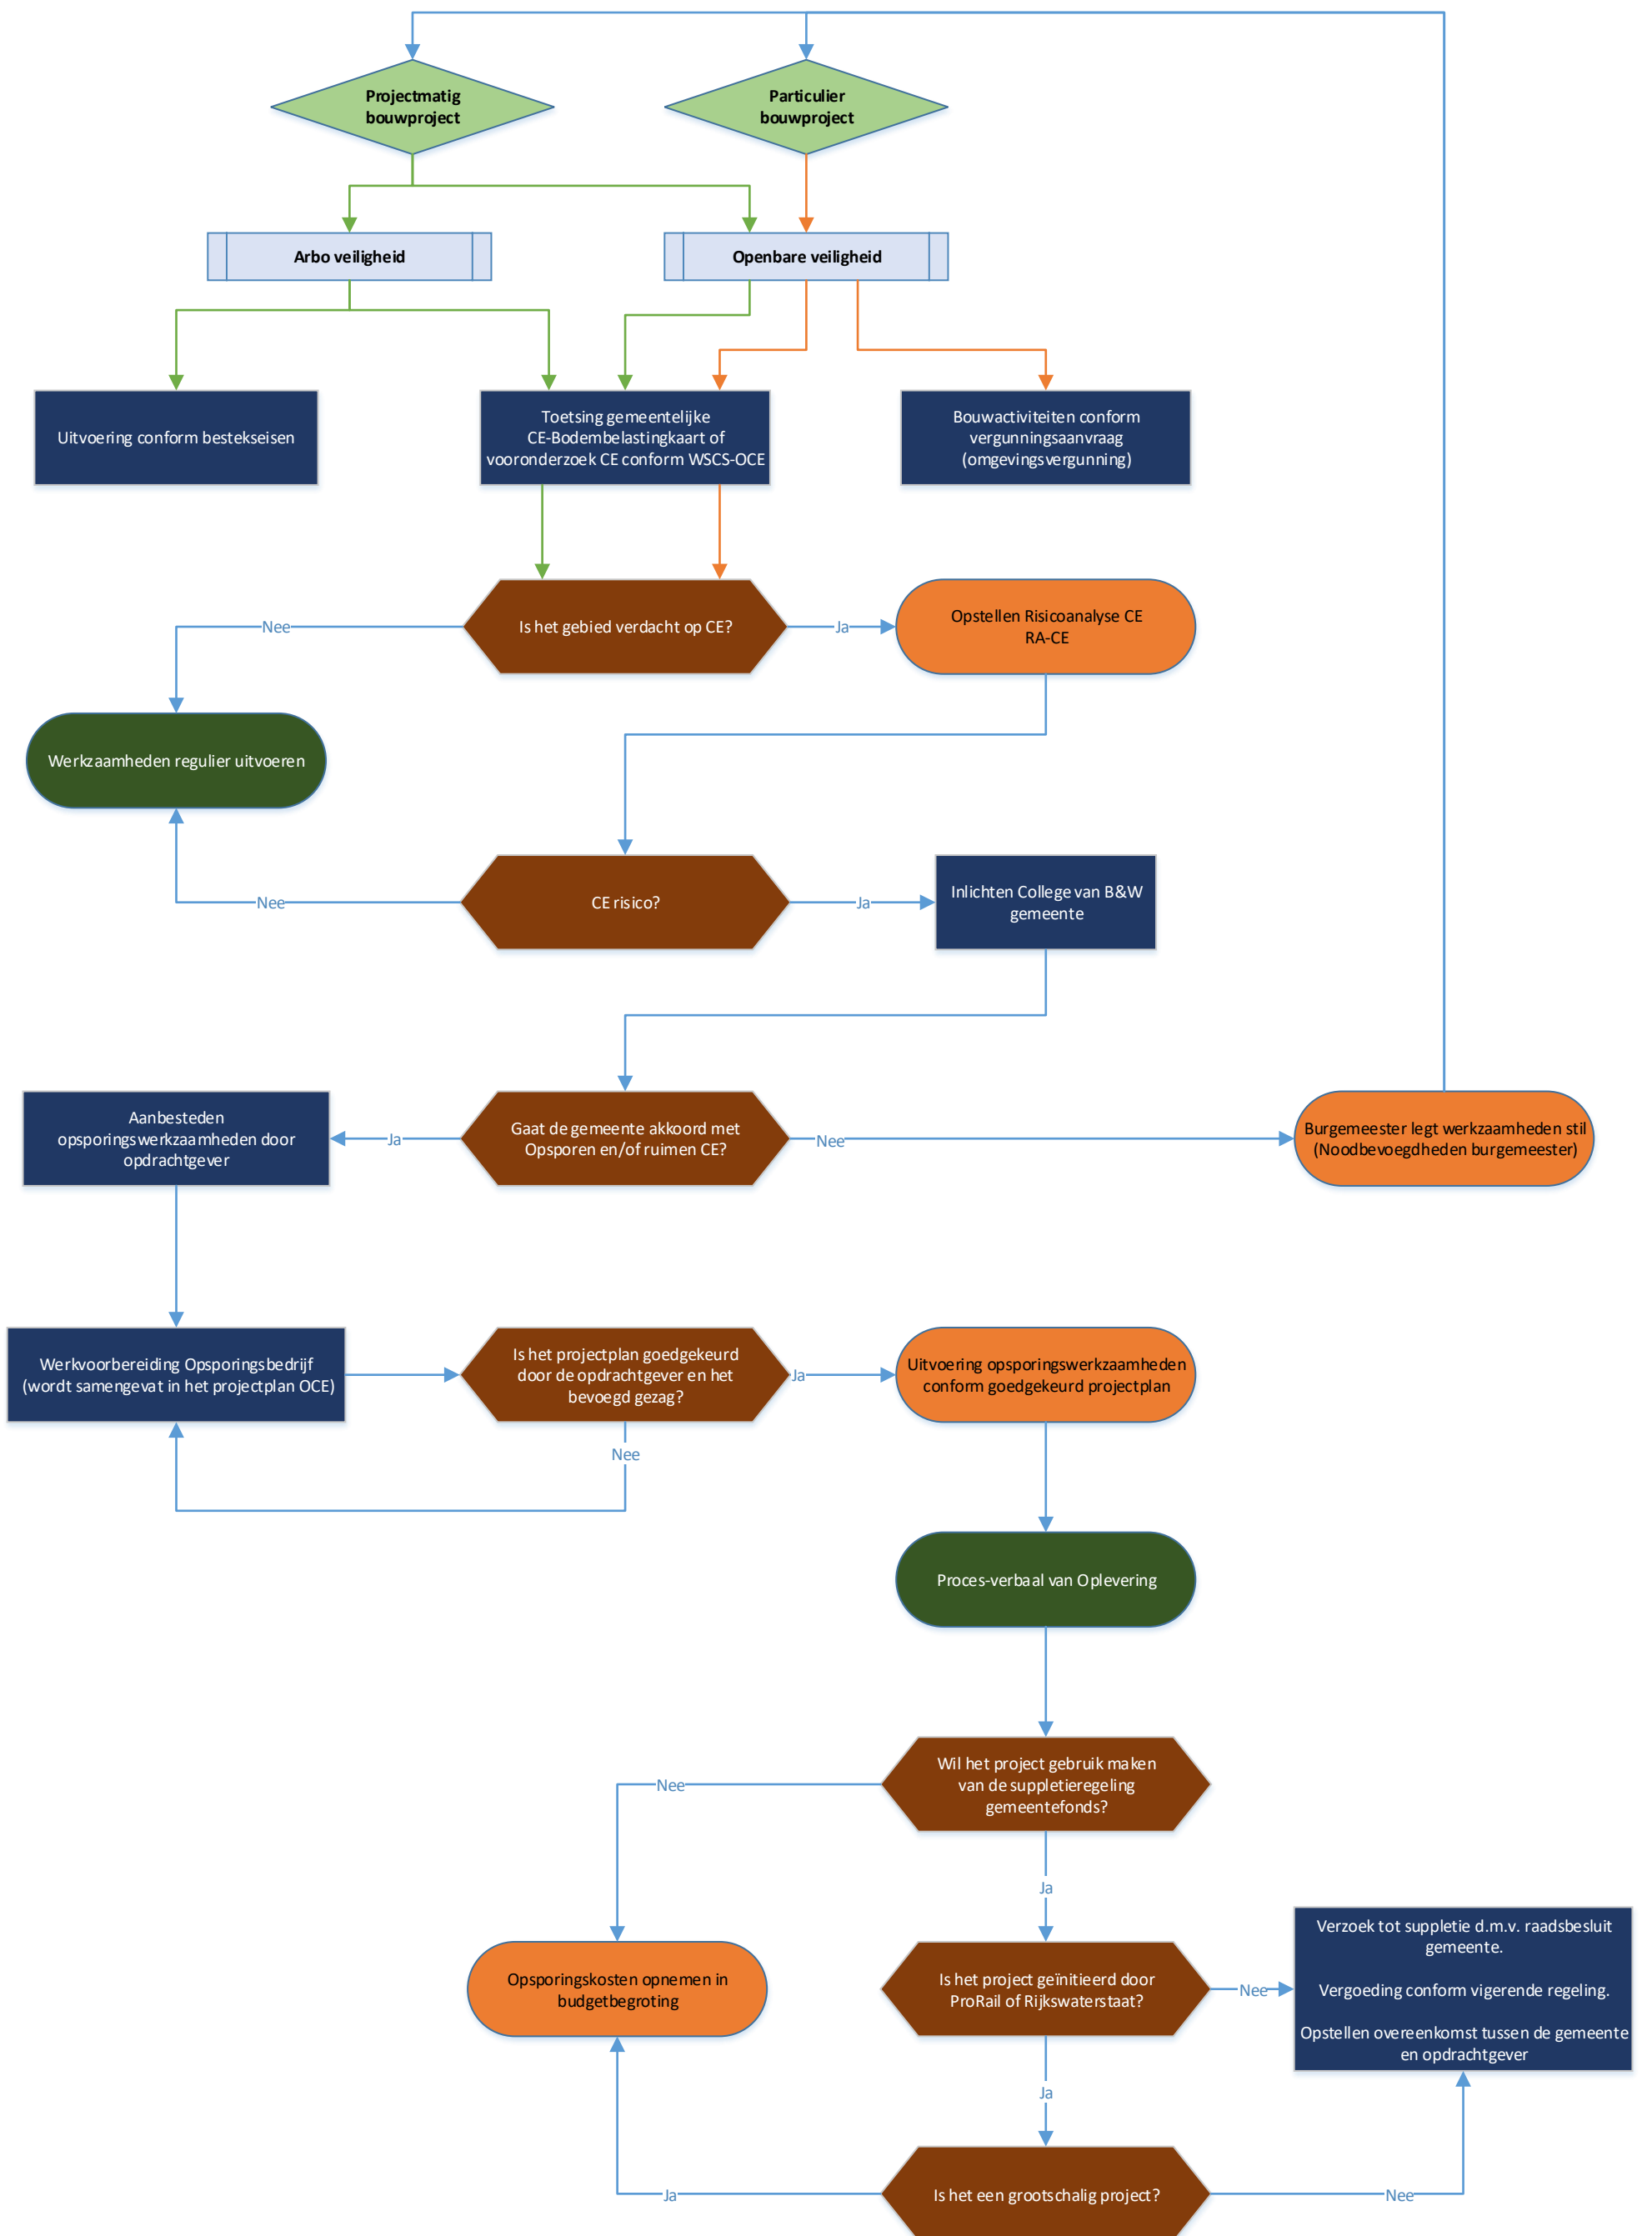 Projectmatig
bouwproject
Particulier
bouwproject
Arbo veiligheid
Openbare veiligheid
Uitvoering conform bestekseisen
Toetsing gemeentelijke
CE-Bodembelastingkaart of
vooronderzoek CE conform WSCS-OCE
Bouwactiviteiten conform
vergunningsaanvraag
(omgevingsvergunning)
Nee
Is het gebied verdacht op CE?
Ja
Opstellen Risicoanalyse CE
RA-CE
Werkzaamheden regulier uitvoeren
Nee
CE risico?
Ja
Inlichten College van B&W
gemeente
Aanbesteden
opsporingswerkzaamheden door
opdrachtgever
Ja
Gaat de gemeente akkoord met
Opsporen en/of ruimen CE?
Nee
Burgemeester legt werkzaamheden stil
(Noodbevoegdheden burgemeester)
Werkvoorbereiding Opsporingsbedrijf
(wordt samengevat in het projectplan OCE)
Is het projectplan goedgekeurd
door de opdrachtgever en het
bevoegd gezag?
Ja
Uitvoering opsporingswerkzaamheden
conform goedgekeurd projectplan
Nee
Proces-verbaal van Oplevering
Nee
Wil het project gebruik maken
van de suppletieregeling
gemeentefonds?
Ja
Opsporingskosten opnemen in
budgetbegroting
Is het project geïnitieerd door
ProRail of Rijkswaterstaat?
Nee
Verzoek tot suppletie d.m.v. raadsbesluit
gemeente.
Vergoeding conform vigerende regeling.
Opstellen overeenkomst tussen de gemeente
en opdrachtgever
Ja
Ja
Is het een grootschalig project?
Nee